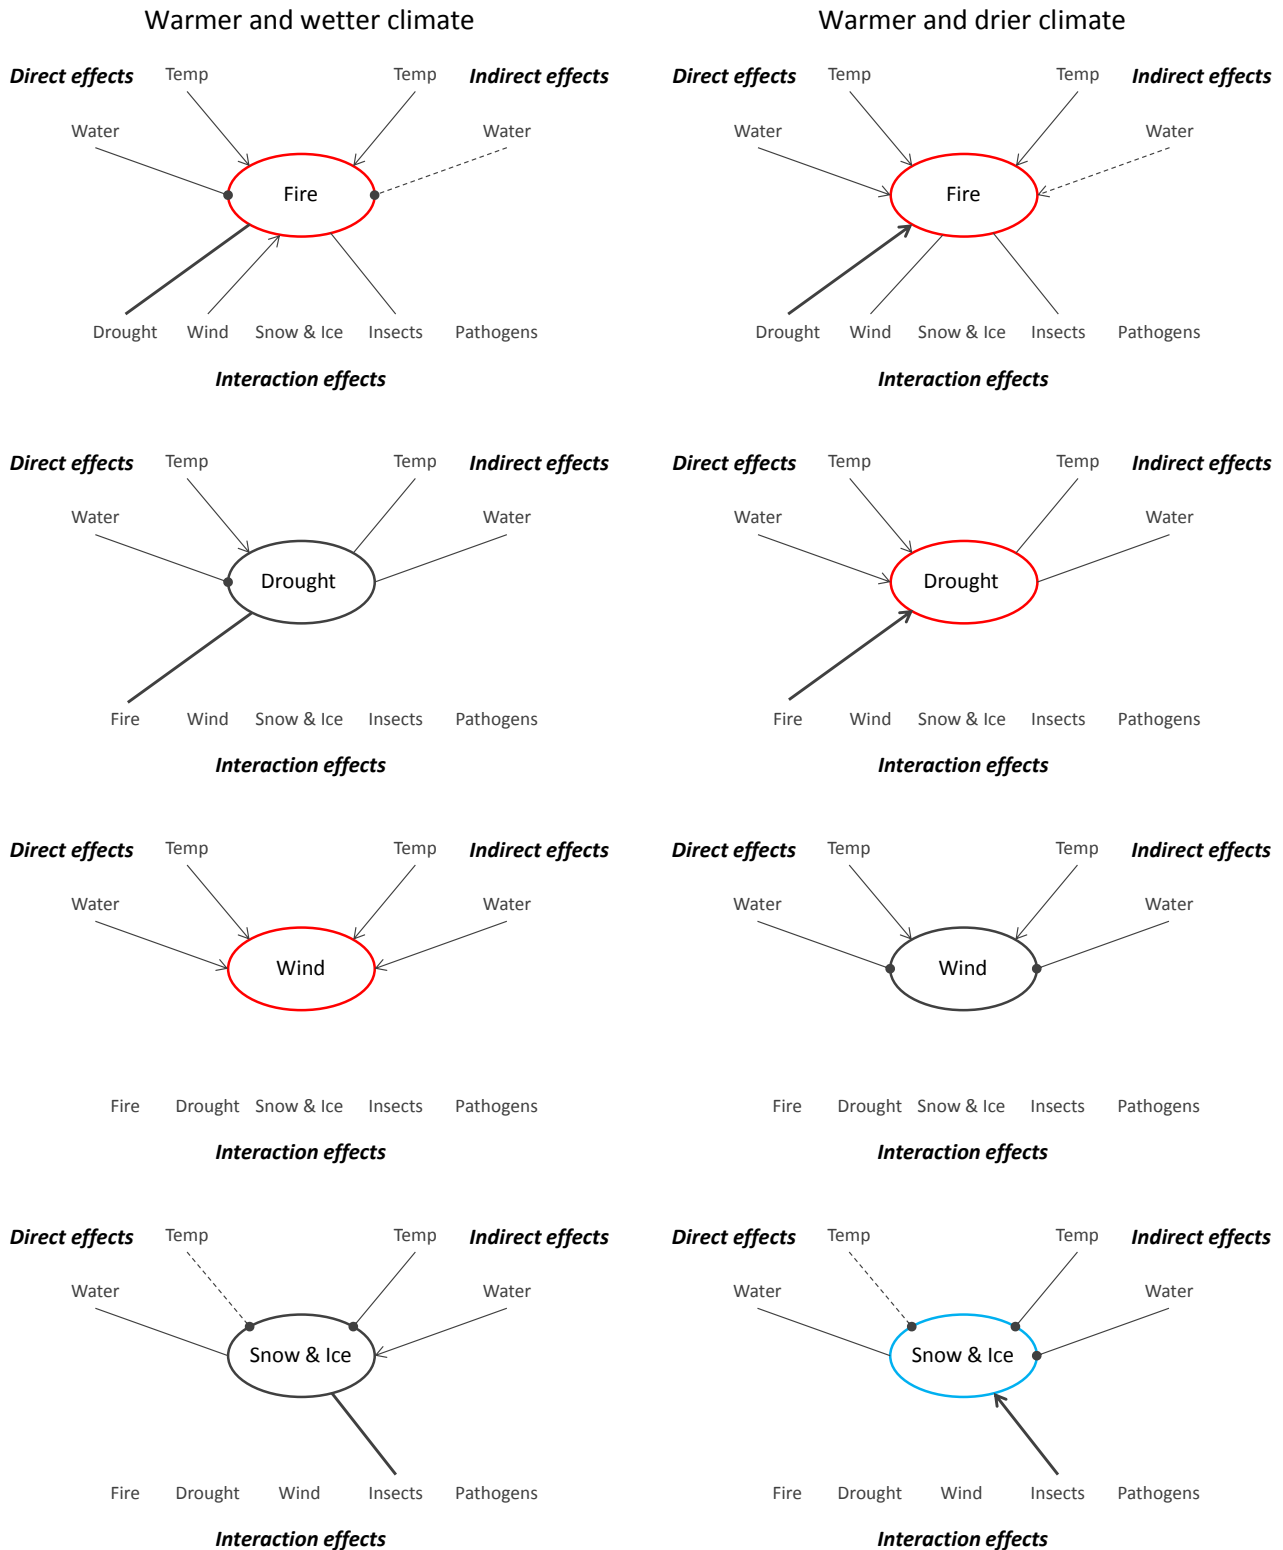 Warmer and wetter climate Warmer and drier climate
Direct effects Temp Temp Indirect effects Direct effects Temp Temp Indirect effects
Water Water Water Water
Fire Fire
Drought Wind Snow & Ice Insects Pathogens Drought Wind Snow & Ice Insects Pathogens
Interaction effects Interaction effects
Direct effects Temp Temp Indirect effects Direct effects Temp Temp Indirect effects
Water Water Water Water
Drought Drought
Fire Wind Snow & Ice Insects Pathogens Fire Wind Snow & Ice Insects Pathogens
Interaction effects Interaction effects
Direct effects Temp Temp Indirect effects Direct effects Temp Temp Indirect effects
Water Water Water Water
Wind Wind
Fire Drought Snow & Ice Insects Pathogens Fire Drought Snow & Ice Insects Pathogens
Interaction effects Interaction effects
Direct effects Temp Temp Indirect effects Direct effects Temp Temp Indirect effects
Water Water Water Water
Snow & Ice Snow & Ice
Fire Drought Wind Insects Pathogens Fire Drought Wind Insects Pathogens
Interaction effects Interaction effects